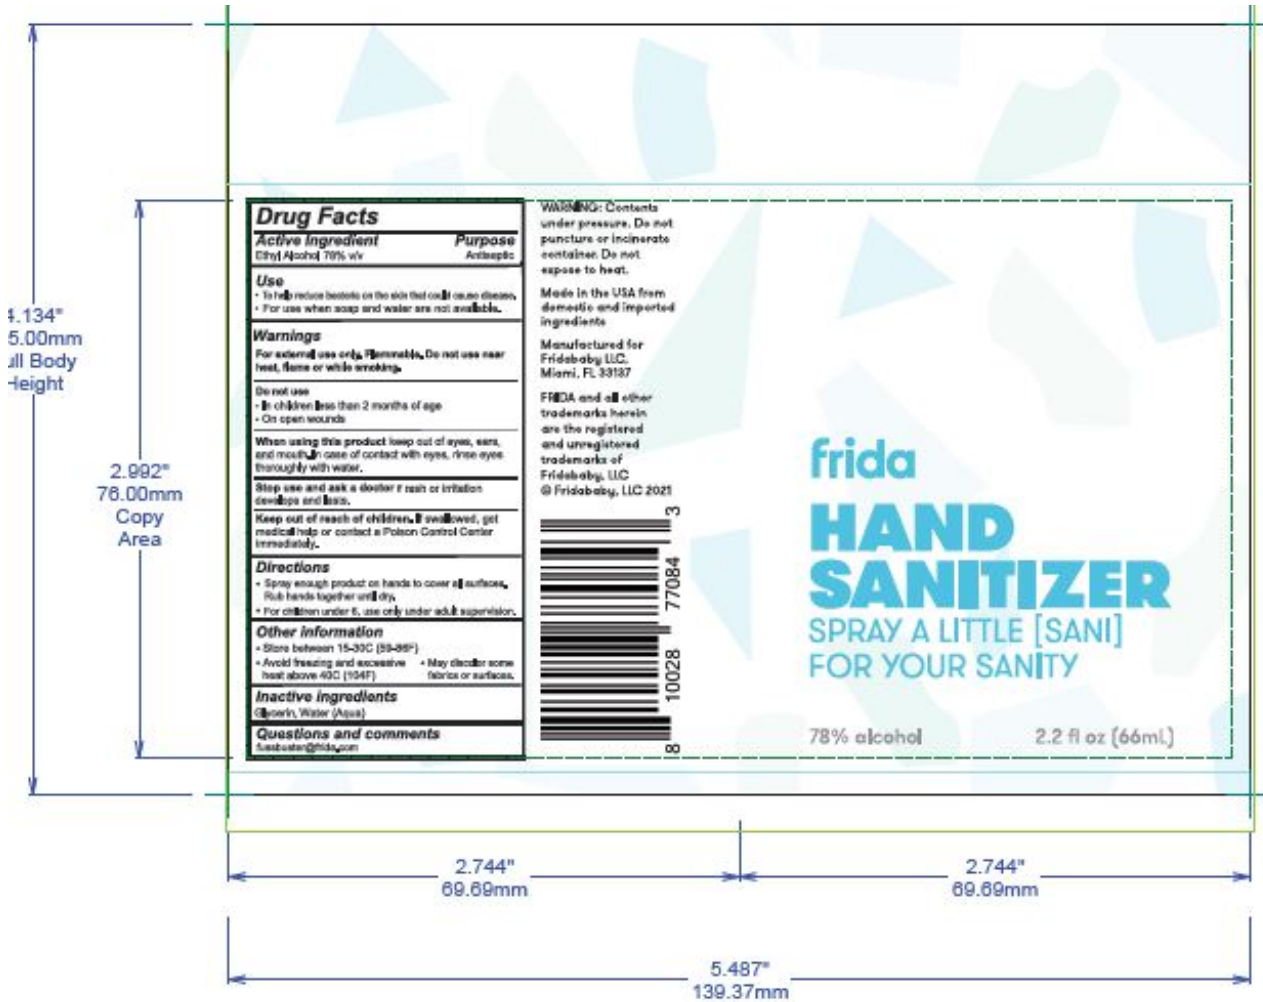 4.134"
5.00mm
ull Body
Height
2.992"
76.00mm
Copy
Area
Drug Facts
Active Ingredient Purpose
Ethyl Alcohol 78% v/v Antiseptic
Use
• To help reduce bacteria on the skin that could cause disease.
• For use when soap and water are not available.
Warnings
For external use only. Flammable. Do not use near
heat, flame or while smoking.
Do not use
• In children less than 2 months of age
• On open wounds
When using this product keep out of eyes, ears,
and mouth. In case of contact with eyes, rinse eyes
thoroughly with water.
Stop use and ask a doctor if rash or irritation
develops and lasts.
Keep out of reach of children. If swallowed, get
medical help or contact a Poison Control Center
immediately.
Directions
• Spray enough product on hands to cover all surfaces.
Rub hands together until dry.
• For children under 6, use only under adult supervision.
Other information
• Store between 15-30C (59-86F)
• Avoid freezing and excessive
heat above 40C (104F)
• May discolor some
fabrics or surfaces.
Inactive ingredients
Glycerin, Water (Aqua)
Questions and comments
fussbuster@frida.com
WARNING: Contents
under pressure. Do not
puncture or incinerate
container. Do not
expose to heat.
Made in the USA from
domestic and imported
ingredients
Manufactured for
Fridababy LLC,
Miami, FL 33137
FRIDA and all other
trademarks herein
are the registered
and unregistered
trademarks of
Fridababy, LLC
© Fridababy, LLC 2021
8 10028 77084 3
frida
HAND
SANITIZER
SPRAY A LITTLE [SANI]
FOR YOUR SANITY
78% alcohol 2.2 fl oz (66mL)
2.744"
69.69mm
2.744"
69.69mm
5.487"
139.37mm